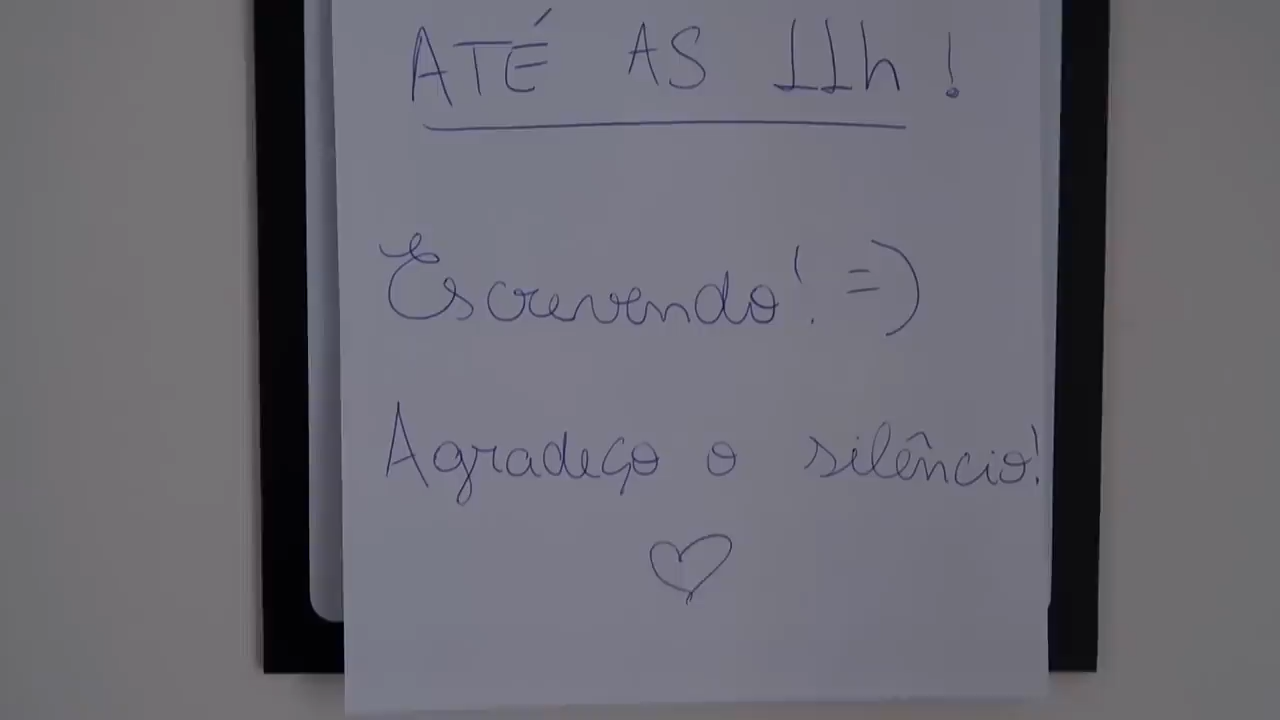 ATÉ AS 11h!
Escrevendo! =)
Agradeço o silêncio!